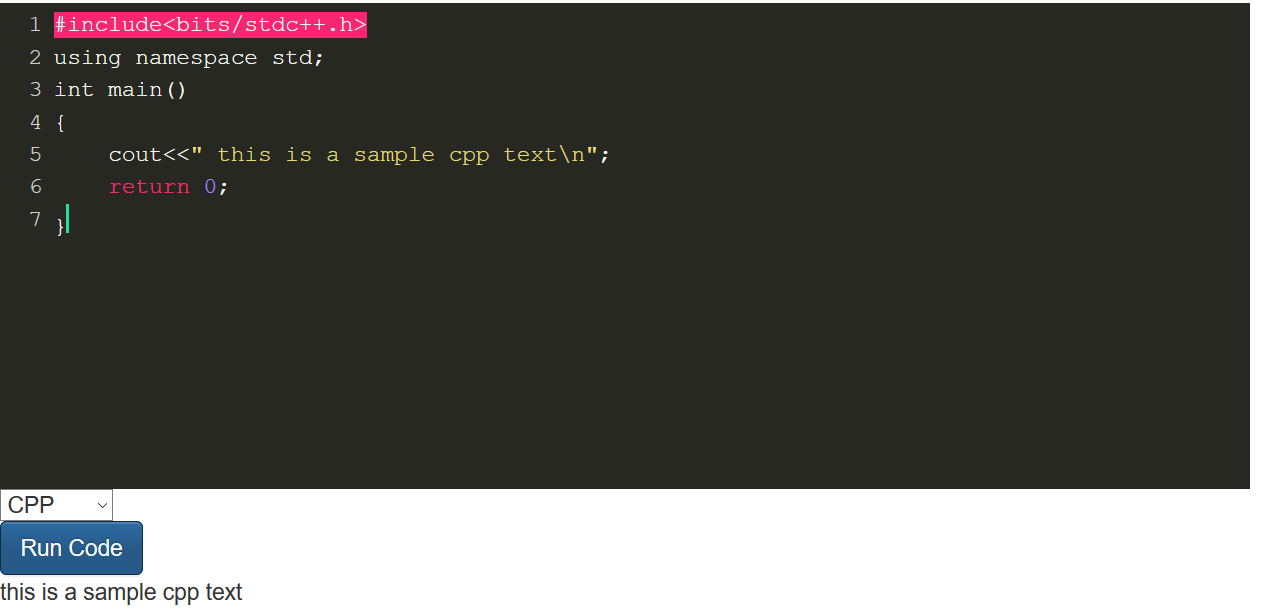 1 #include<bits/stdc++.h>
2 using namespace std;
3 int main()
4 {
5     cout<<" this is a sample cpp text\n";
6     return 0;
7 }
CPP
Run Code
this is a sample cpp text